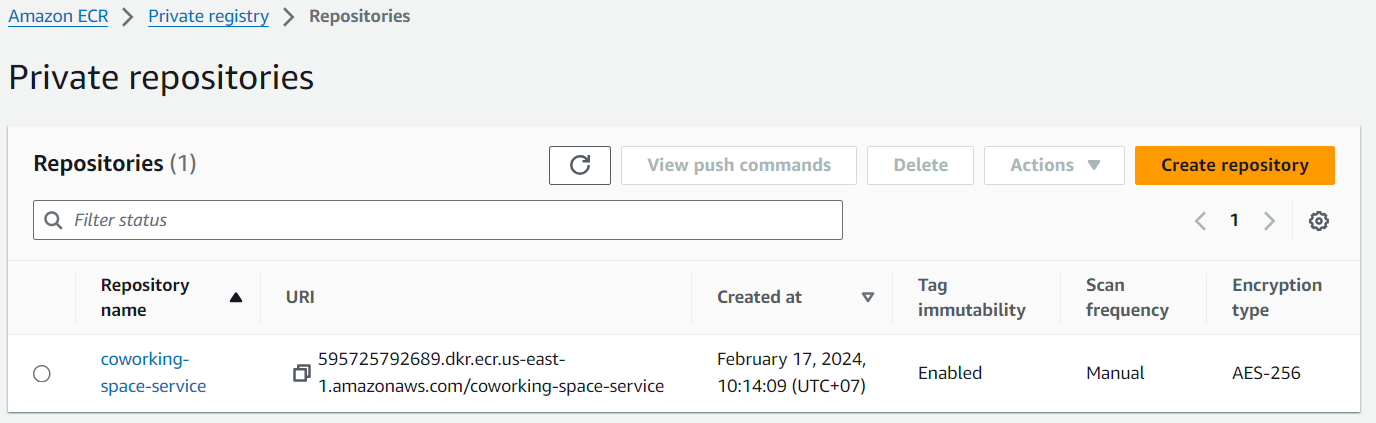 Amazon ECR > Private registry > Repositories
Private repositories
Repositories (1)
View push commands
Delete
Actions
Create repository
Filter status
1
Repository name
URI
Created at
Tag immutability
Scan frequency
Encryption type
coworking-
space-service
595725792689.dkr.ecr.us-east-
1.amazonaws.com/coworking-space-service
February 17, 2024,
10:14:09 (UTC+07)
Enabled
Manual
AES-256